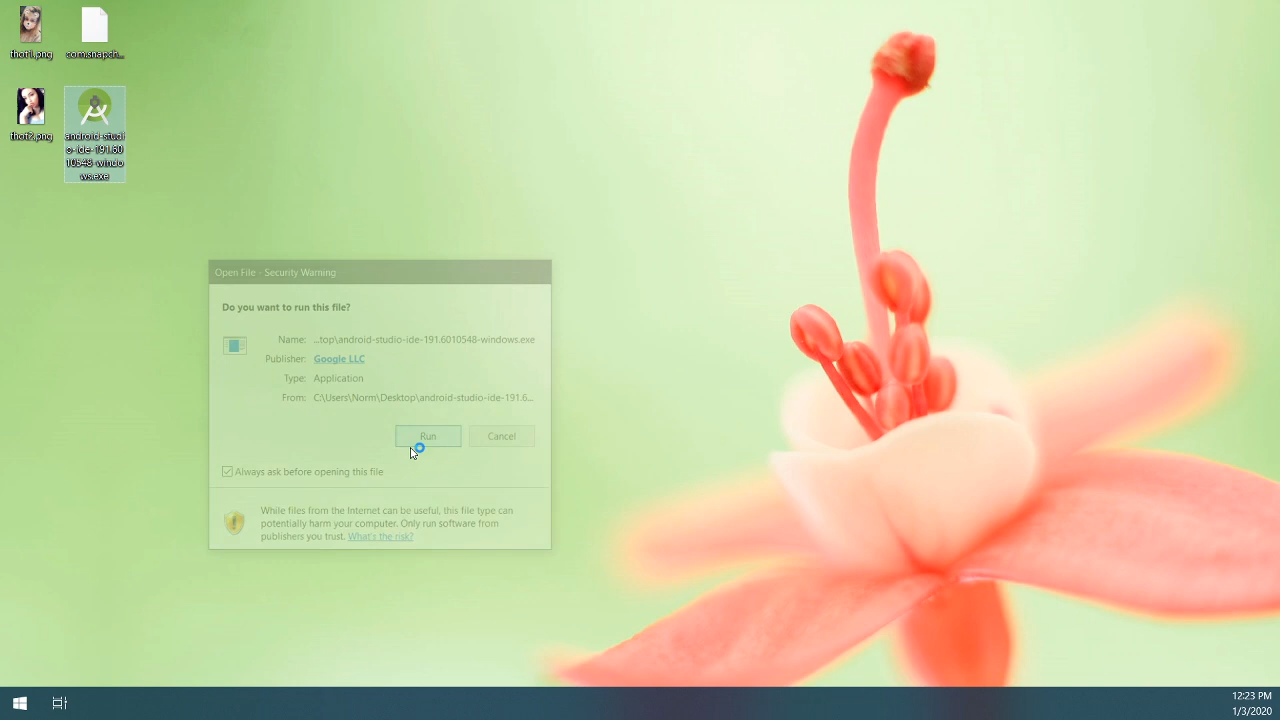 thot1.png
com.snapch...
thot2.png
android-studi
o-ide-191.60
10548-windo
ws.exe
Open File - Security Warning
Do you want to run this file?
Name: ...top\android-studio-ide-191.6010548-windows.exe
Publisher: Google LLC
Type: Application
From: C:\Users\Norm\Desktop\android-studio-ide-191.6...
Run Cancel
Always ask before opening this file
While files from the Internet can be useful, this file type can
potentially harm your computer. Only run software from
publishers you trust. What's the risk?
12:23 PM
1/3/2020